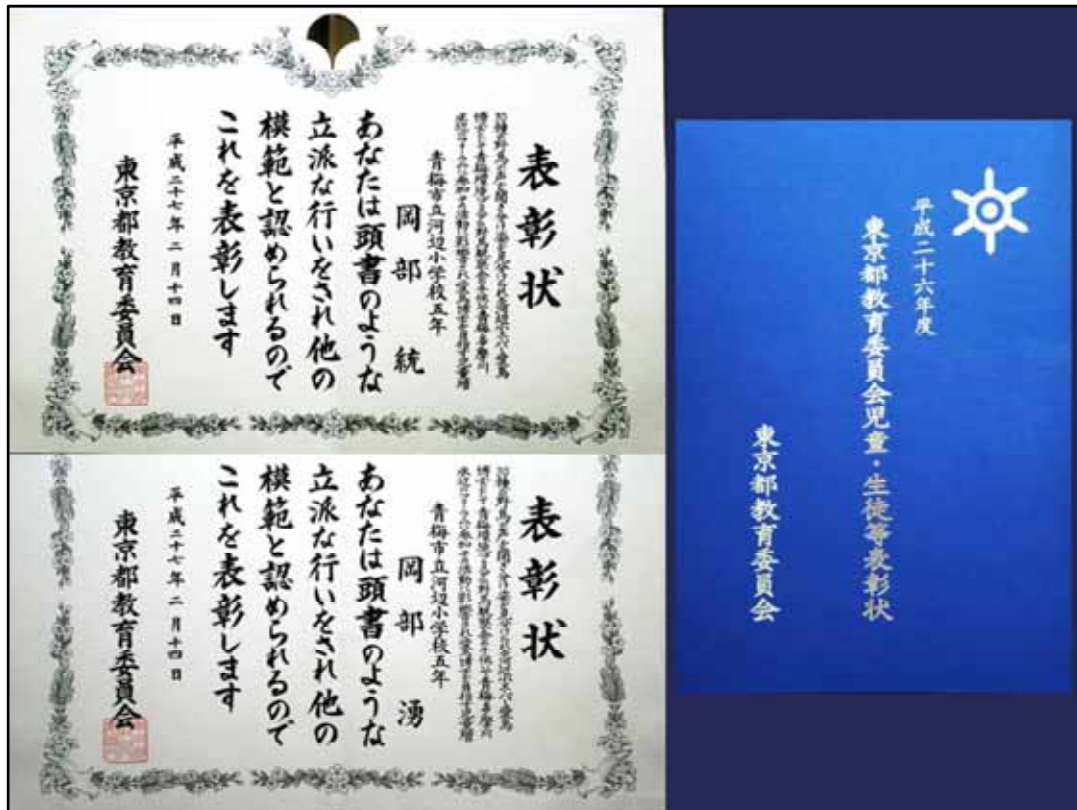 表彰状
青梅市立河辺小学校五年
岡部 統
あなたは頭書のような
立派な行いをされ他の
模範と認められるので
これを表彰します
平成二十七年二月十四日
東京都教育委員会
表彰状
青梅市立河辺小学校五年
岡部 湧
あなたは頭書のような
立派な行いをされ他の
模範と認められるので
これを表彰します
平成二十七年二月十四日
東京都教育委員会
平成二十六年度
東京都教育委員会児童・生徒等表彰状
東京都教育委員会